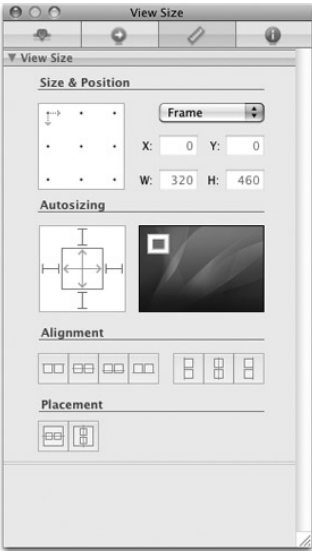 View Size
View Size
Size & Position
Frame
X: 0 Y: 0
W: 320 H: 460
Autosizing
Alignment
Placement